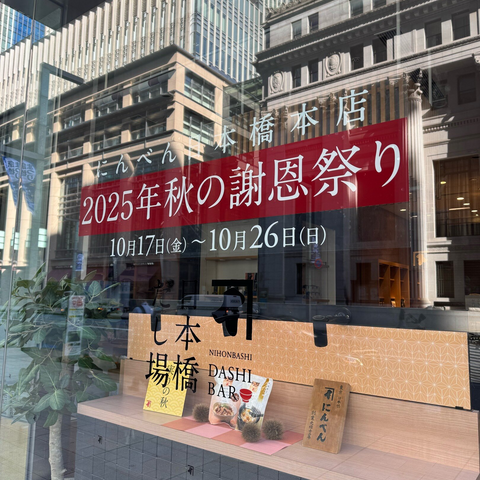 にんべん 日本橋本店
2025年秋の謝恩祭り
10月17日(金)～10月26日(日)
日本橋
だし場
NIHONBASHI
DASHI
BAR
の秋
にんべん